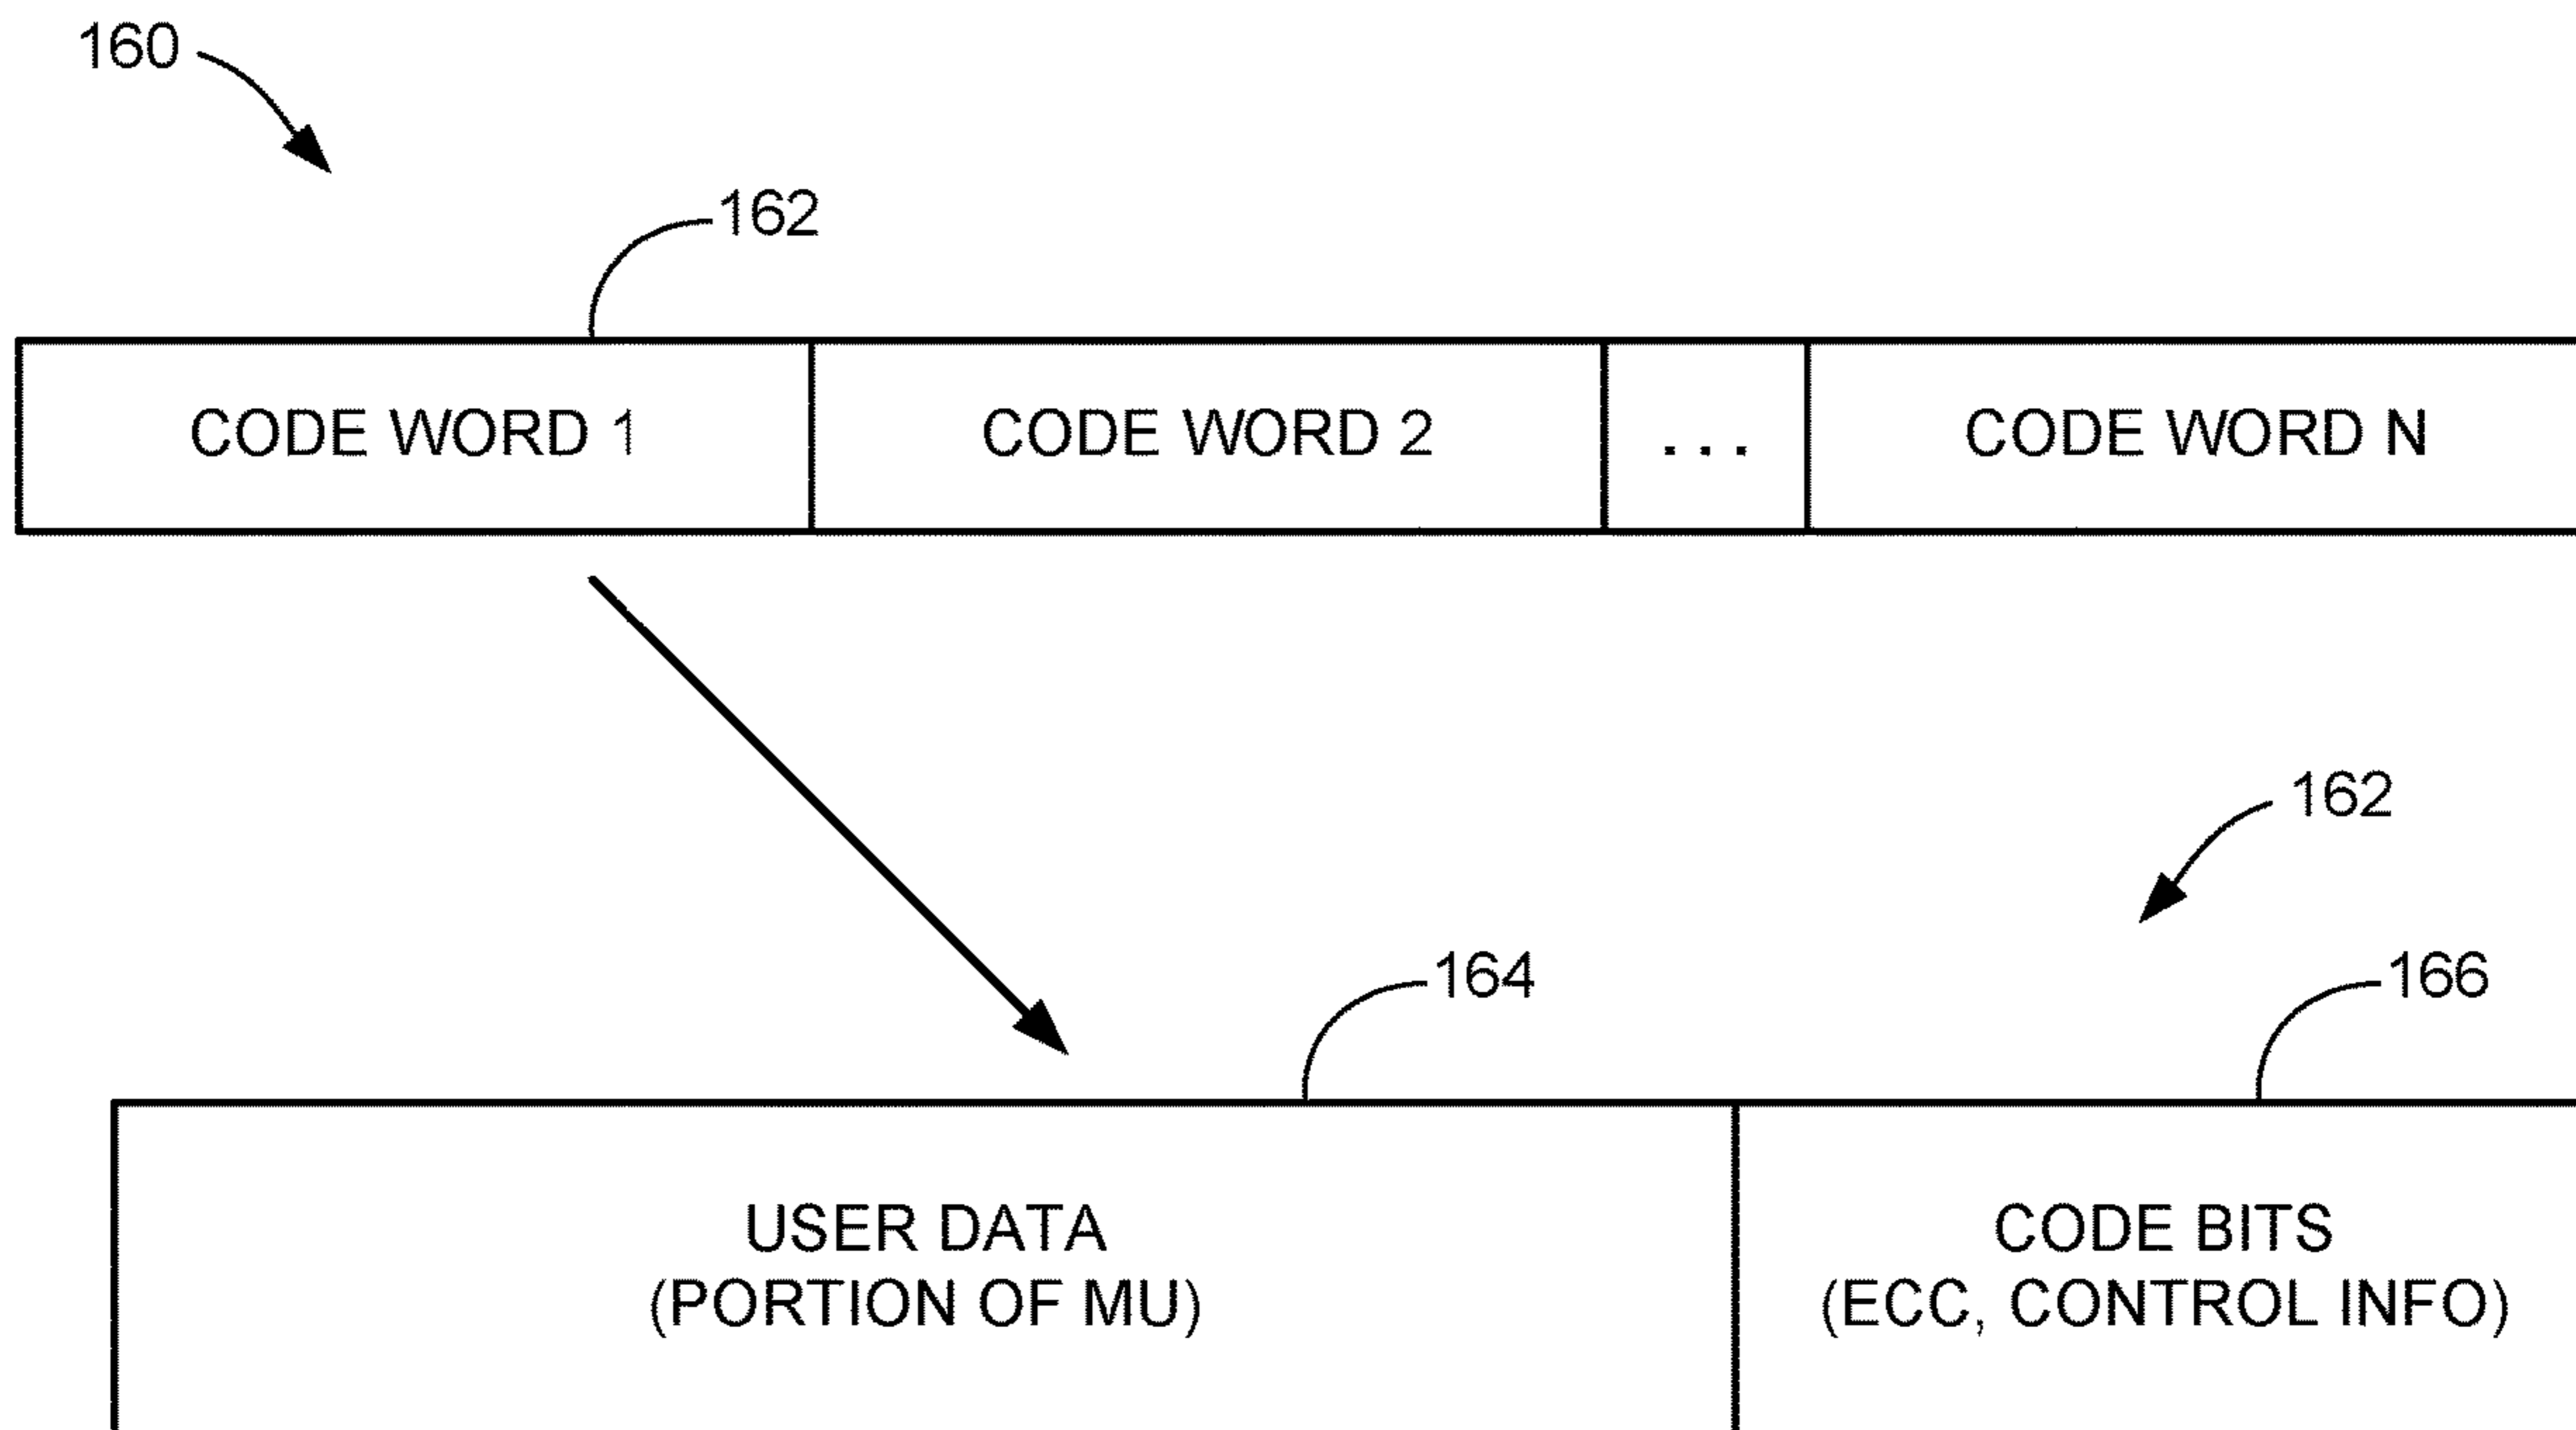 160
162
CODE WORD 1 CODE WORD 2 ... CODE WORD N
162
164 166
USER DATA CODE BITS
(PORTION OF MU) (ECC, CONTROL INFO)